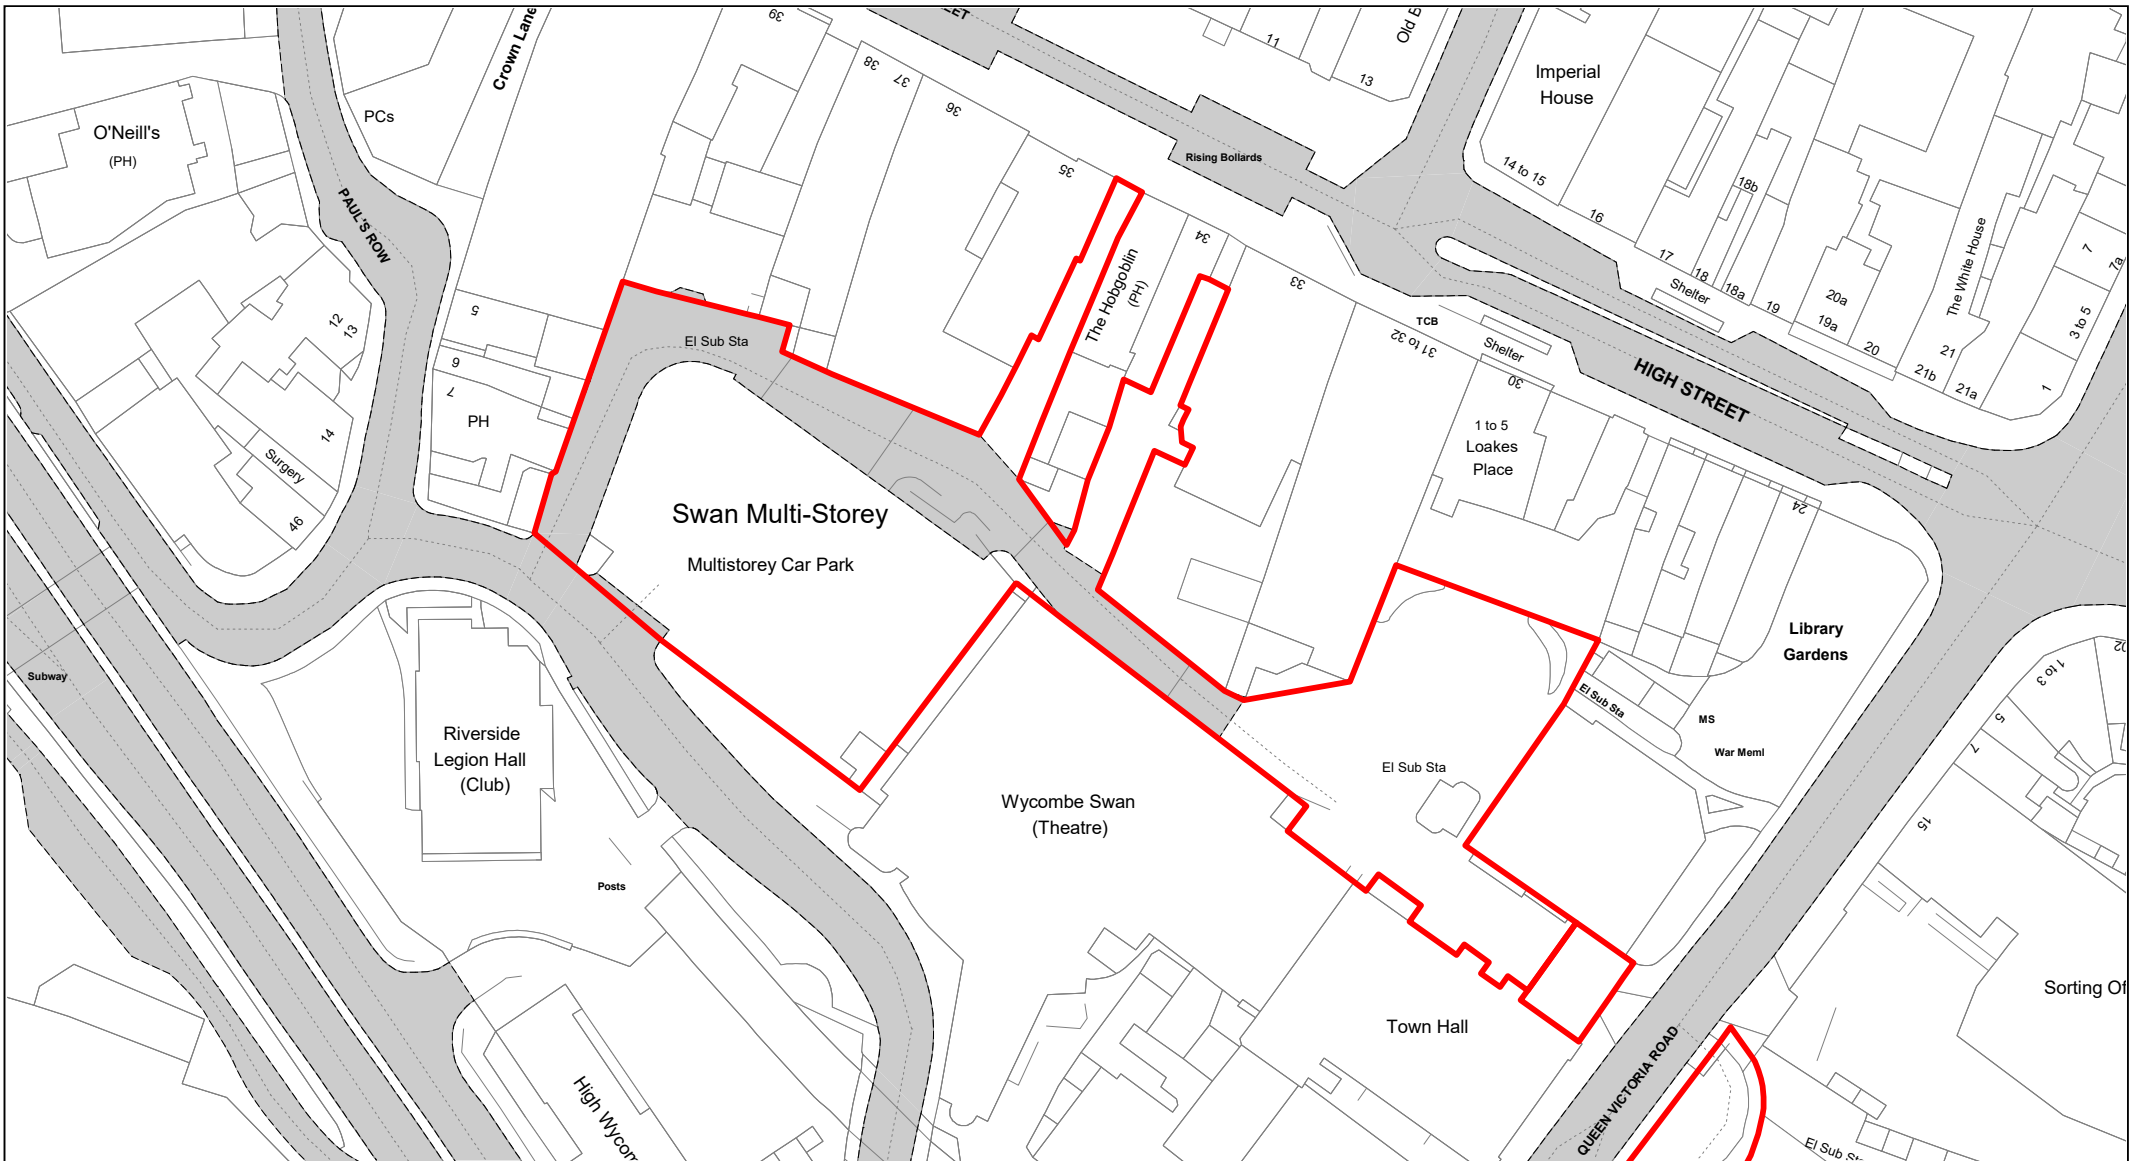 39
Crown Lane
38
37
36
11
13
Imperial
House
O'Neill's
(PH)
PCs
PAUL'S ROW
35
Rising Bollards
14 to 15
16
17
18
18a
18b
19
20a
19a
20
21b
21
21a
The White House
7
7a
3 to 5
1
34
The Hobgoblin
(PH)
33
Shelter
TCB
31 to 32
Shelter
30
HIGH STREET
12
13
14
Surgery
46
5
6
7
PH
El Sub Sta
1 to 5
Loakes
Place
24
Swan Multi-Storey
Multistorey Car Park
Library
Gardens
El Sub Sta
MS
War Meml
1 to 3
5
7
15
Subway
Riverside
Legion Hall
(Club)
Posts
Wycombe Swan
(Theatre)
El Sub Sta
Town Hall
Sorting Of
QUEEN VICTORIA ROAD
El Sub St
High Wycom